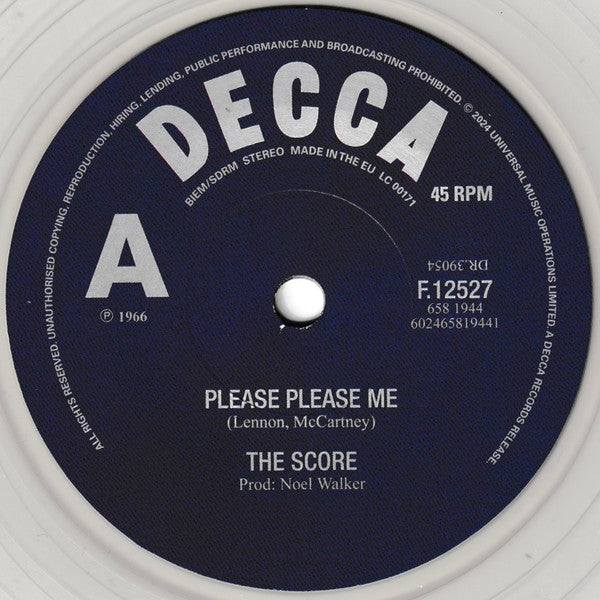 ALL RIGHTS RESERVED. UNAUTHORISED COPYING, REPRODUCTION, HIRING, LENDING, PUBLIC PERFORMANCE AND BROADCASTING PROHIBITED. © 2024 UNIVERSAL MUSIC OPERATIONS LIMITED. A DECCA RECORDS RELEASE.
DECCA
BIEM/SDRM STEREO MADE IN THE EU LC 00171
45 RPM
A
℗ 1966
DR.39054
F.12527
658 1944
602465819441
PLEASE PLEASE ME
(Lennon, McCartney)
THE SCORE
Prod: Noel Walker